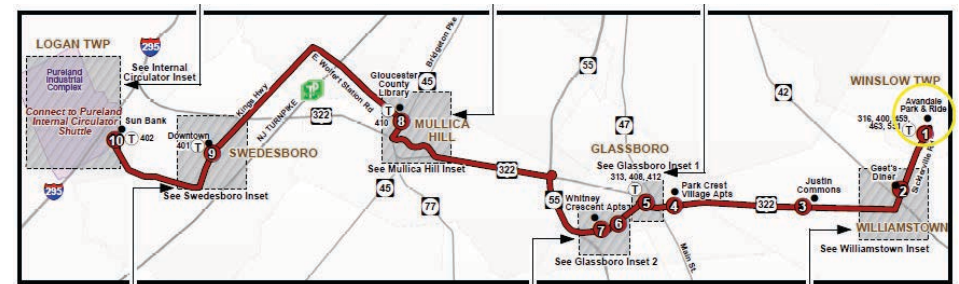 LOGAN TWP
295
See Internal
Circulator Inset
Pureland
Industrial
Complex
Connect to Pureland
Internal Circulator
Shuttle
Sun Bank
10
T
402
295
Downtown
401
T
9
SWEDESBORO
See Swedesboro Inset
Kings Hwy
NJ TURNPIKE
TP
322
E. Wolfert Station Rd
Bridgeton Pke
Gloucester
County
Library
45
T
410
8
MULLICA
HILL
See Mullica Hill Inset
45
77
322
55
55
47
GLASSBORO
See Glassboro Inset 1
313, 408, 412
T
5
Whitney
Crescent Apts
7
6
See Glassboro Inset 2
Park Crest
Village Apts
4
Main St.
322
Justin
Commons
3
42
WINSLOW TWP
Avandale
Park & Ride
316, 400, 459,
463, 551
T
1
Sicklerville R
Geet's
Diner
2
WILLIAMSTOWN
See Williamstown Inset